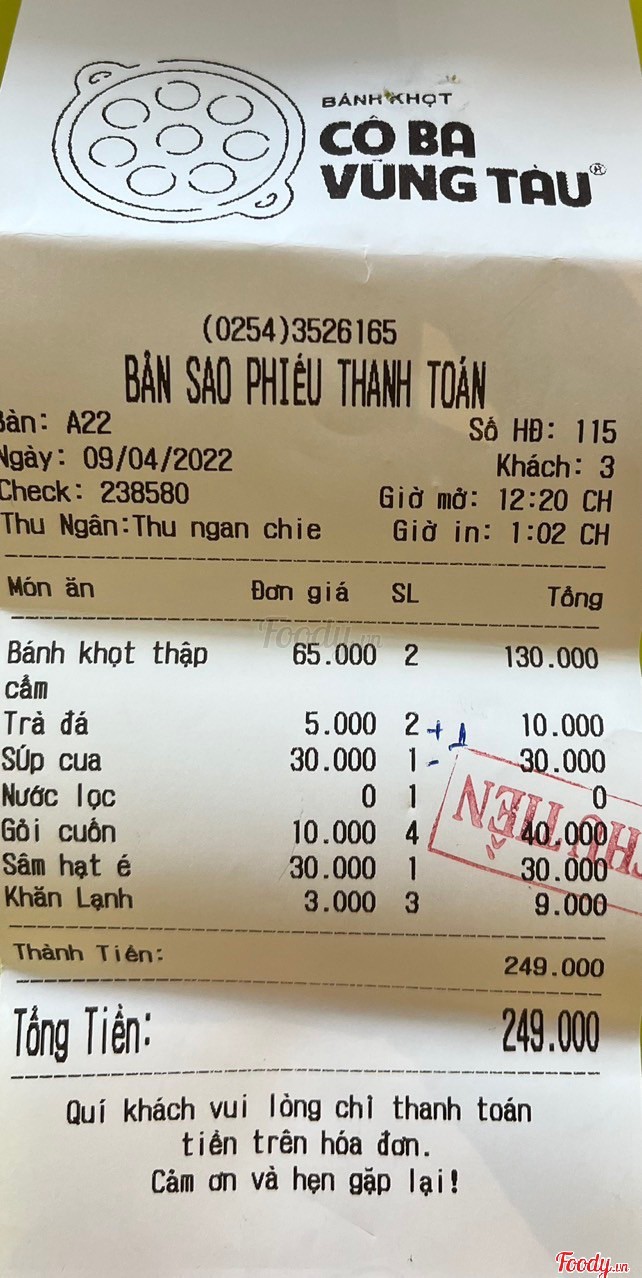 BÁNH KHỌT
CÔ BA
VŨNG TÀU®
(0254)3526165
BẢN SAO PHIẾU THANH TOÁN
Bàn: A22 Số HĐ: 115
Ngày: 09/04/2022 Khách: 3
Check: 238580 Giờ mở: 12:20 CH
Thu Ngân:Thu ngan chie Giờ in: 1:02 CH
Món ăn Đơn giá SL Tổng
Foody.vn
Bánh khọt thập 65.000 2 130.000
cẩm
Trà đá 5.000 2 +1 10.000
SÚp cua 30.000 1 - 30.000
Nước lọc 0 1 0
Gỏi cuốn 10.000 4 40.000
Sâm hạt é 30.000 1 30.000
Khăn Lạnh 3.000 3 9.000
THU TIỀN
Thành Tiền: 249.000
Tổng Tiền: 249.000
Quí khách vui lòng chỉ thanh toán
tiền trên hóa đơn.
Cảm ơn và hẹn gặp lại!
Foody.vn